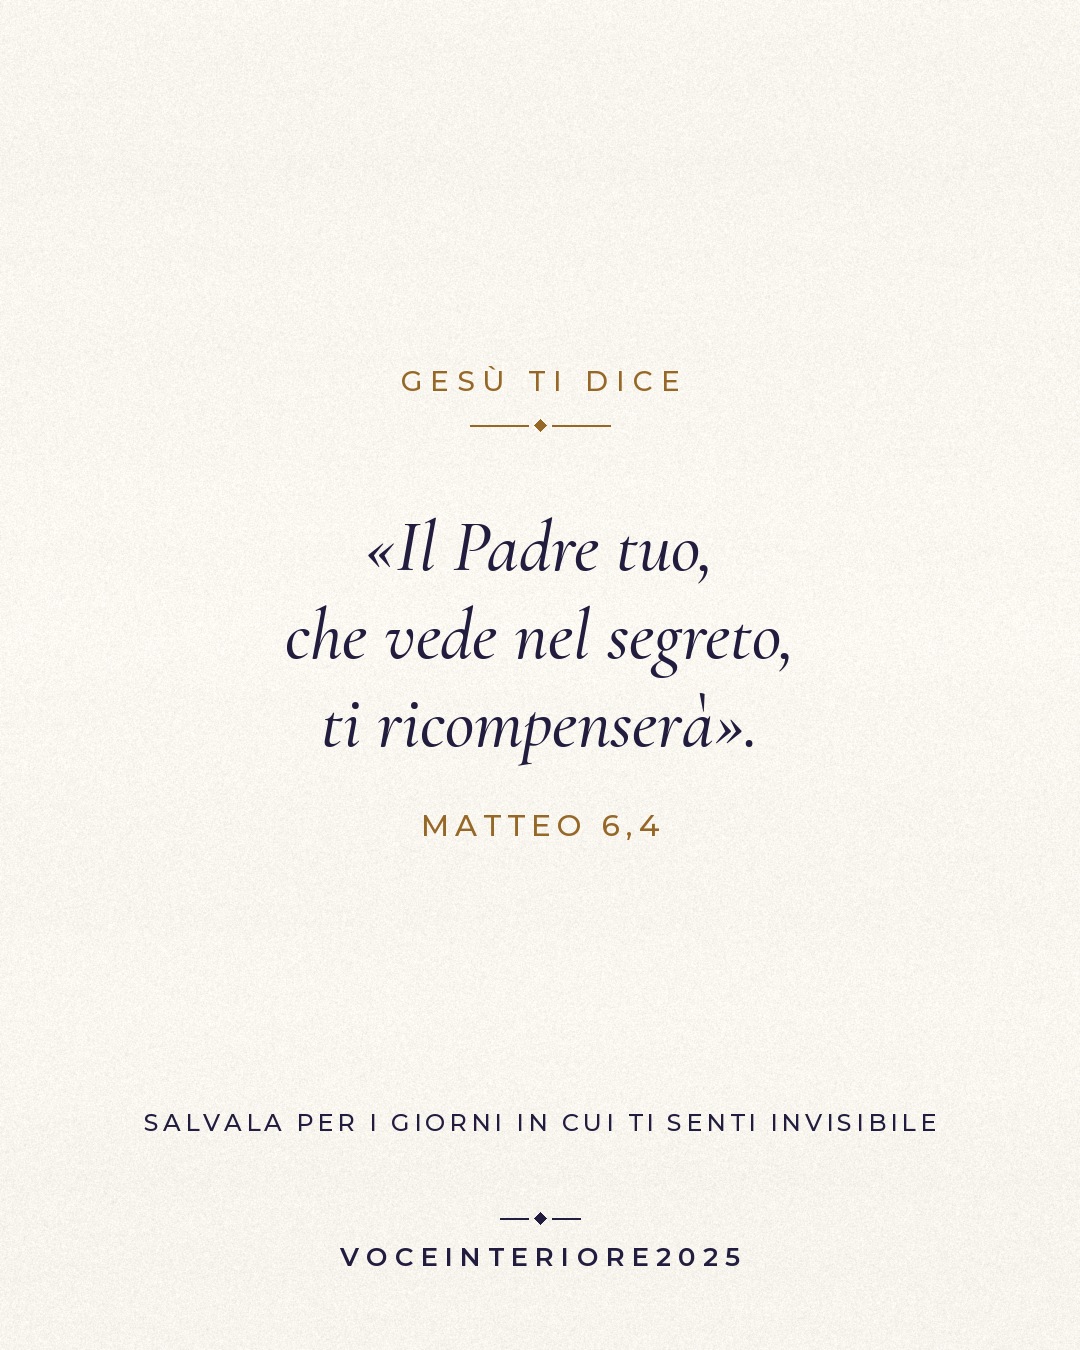 GESÙ TI DICE
«Il Padre tuo,
che vede nel segreto,
ti ricompenserà».
MATTEO 6,4
SALVALA PER I GIORNI IN CUI TI SENTI INVISIBILE
VOCEINTERIORE2025